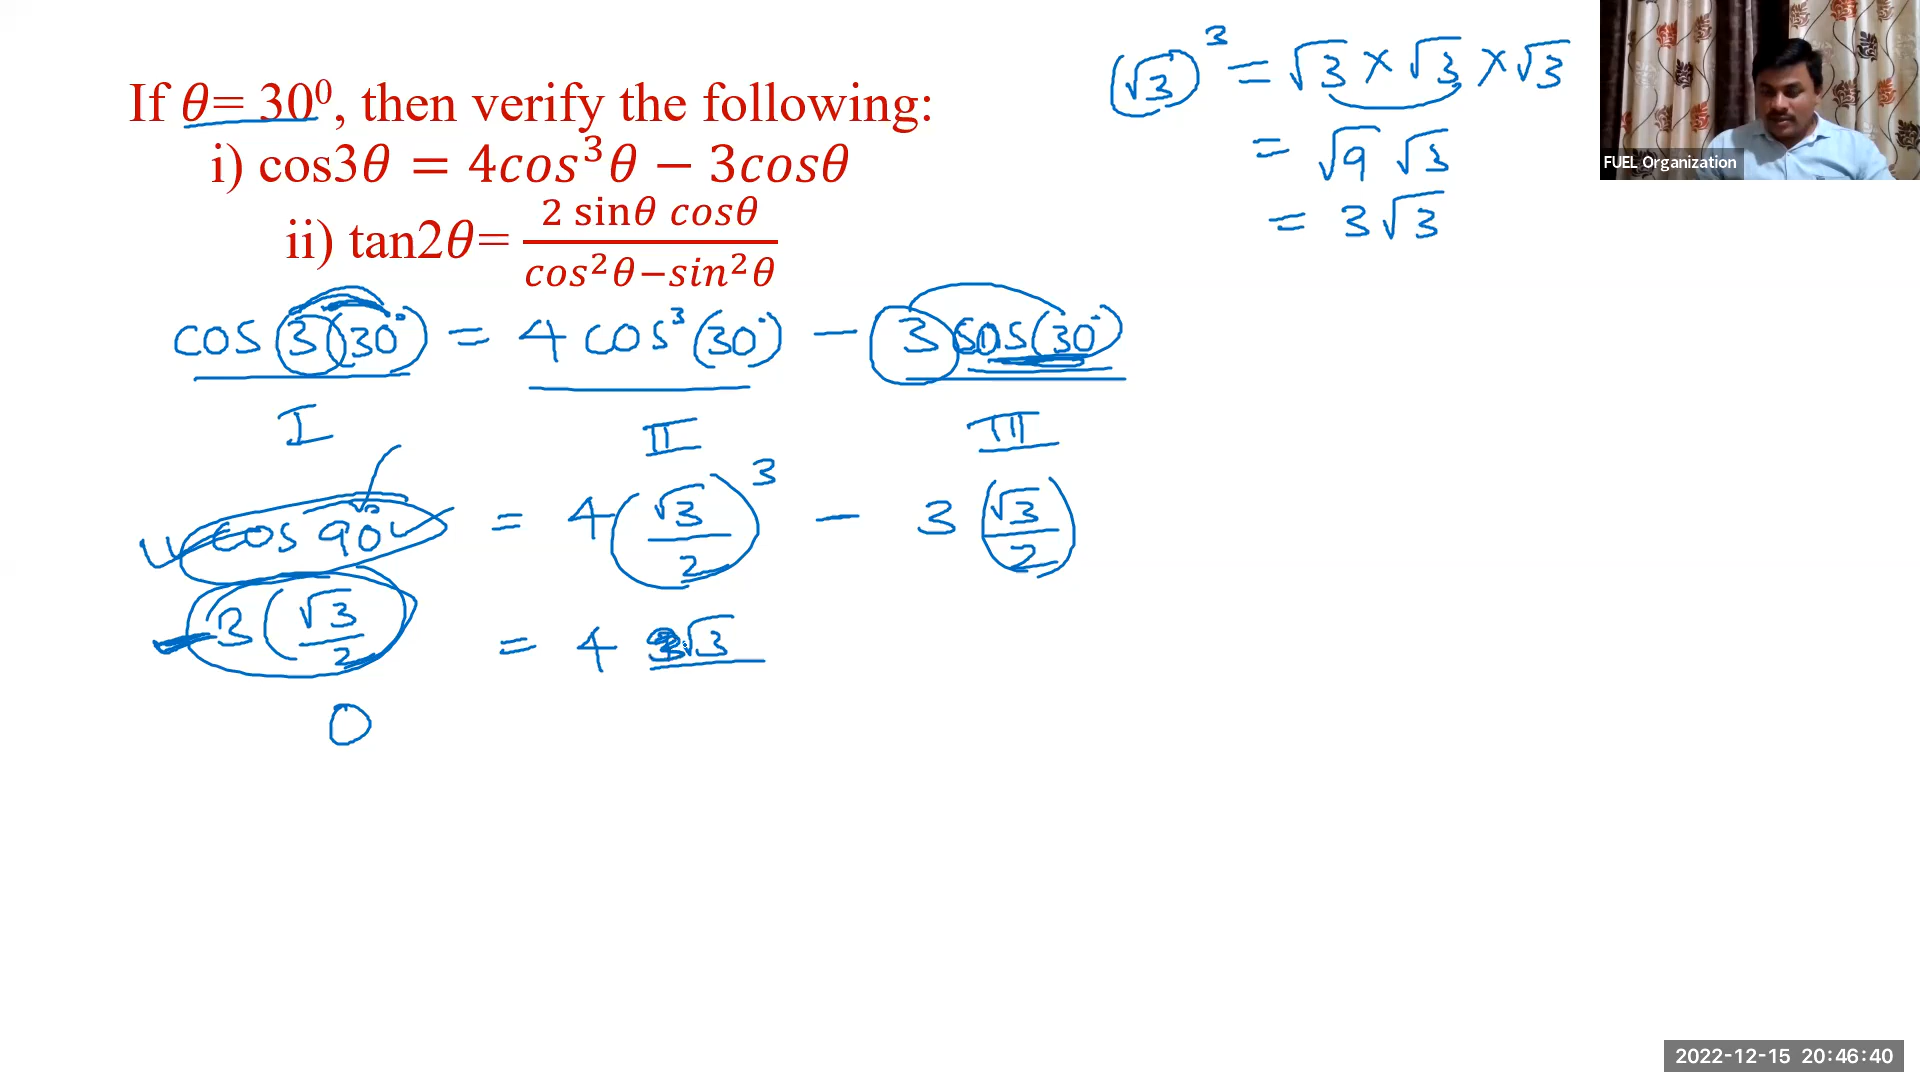 If θ= 30⁰, then verify the following:
i) cos3θ = 4cos³θ − 3cosθ
ii) tan2θ= 2 sinθ cosθ / cos²θ−sin²θ
(√3)³ = √3 × √3 × √3
= √9 √3
= 3√3
FUEL Organization
cos (3(30°) = 4 cos³ (30°) − 3 cos(30°)
I II III
cos 90 = 4(√3/2)³ − 3(√3/2)
3(√3/2) = 4 3√3
0
2022-12-15 20:46:40